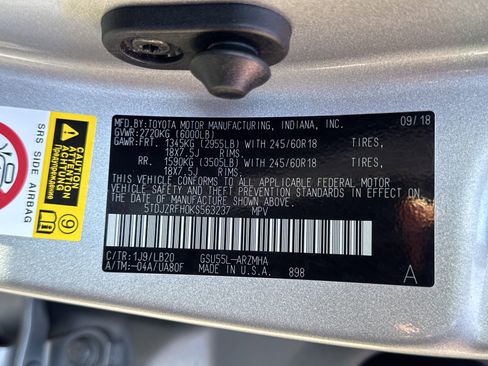 MFD.BY:TOYOTA MOTOR MANUFACTURING, INDIANA, INC. 09/18
GVWR:2720KG (6000LB)
GAWR:FRT. 1345KG (2955LB) WITH 245/60R18 TIRES,
18X7.5J RIMS.
RR. 1590KG (3505LB) WITH 245/60R18 TIRES,
18X7.5J RIMS.
THIS VEHICLE CONFORMS TO ALL APPLICABLE FEDERAL MOTOR
VEHICLE SAFETY AND THEFT PREVENTION STANDARDS IN
EFFECT ON THE DATE OF MANUFACTURE SHOWN ABOVE.
5TDJZRFH0KS563237 MPV
C/TR:1J9/LB20 GSU55L-ARZMHA
A/TM:-04A/UA80F MADE IN U.S.A. 898 A
SRS SIDE AIRBAG
CAUTION
ACHTUNG
ATTENTION
Предупреждение
9